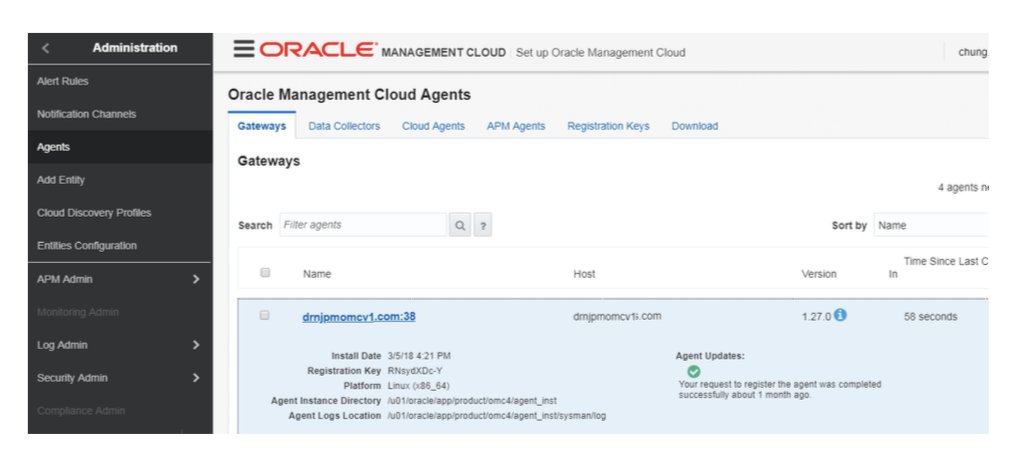 Administration
Alert Rules
Notification Channels
Agents
Add Entity
Cloud Discovery Profiles
Entities Configuration
APM Admin
Monitoring Admin
Log Admin
Security Admin
Compliance Admin
ORACLE MANAGEMENT CLOUD Set up Oracle Management Cloud chung.
Oracle Management Cloud Agents
Gateways Data Collectors Cloud Agents APM Agents Registration Keys Download
Gateways
4 agents ne
Search Filter agents ? Sort by Name
Name Host Version Time Since Last C
In
drnjpmomcv1.com:38 1.27.0 58 seconds
Install Date 3/5/18 4:21 PM
Registration Key RNsydXDc-Y
Platform Linux (x86_64)
Agent Instance Directory /u01/oracle/app/product/omc4/agent_inst
Agent Logs Location /u01/oracle/app/product/omc4/agent_inst/sysman/log
Agent Updates:
Your request to register the agent was completed
successfully about 1 month ago.